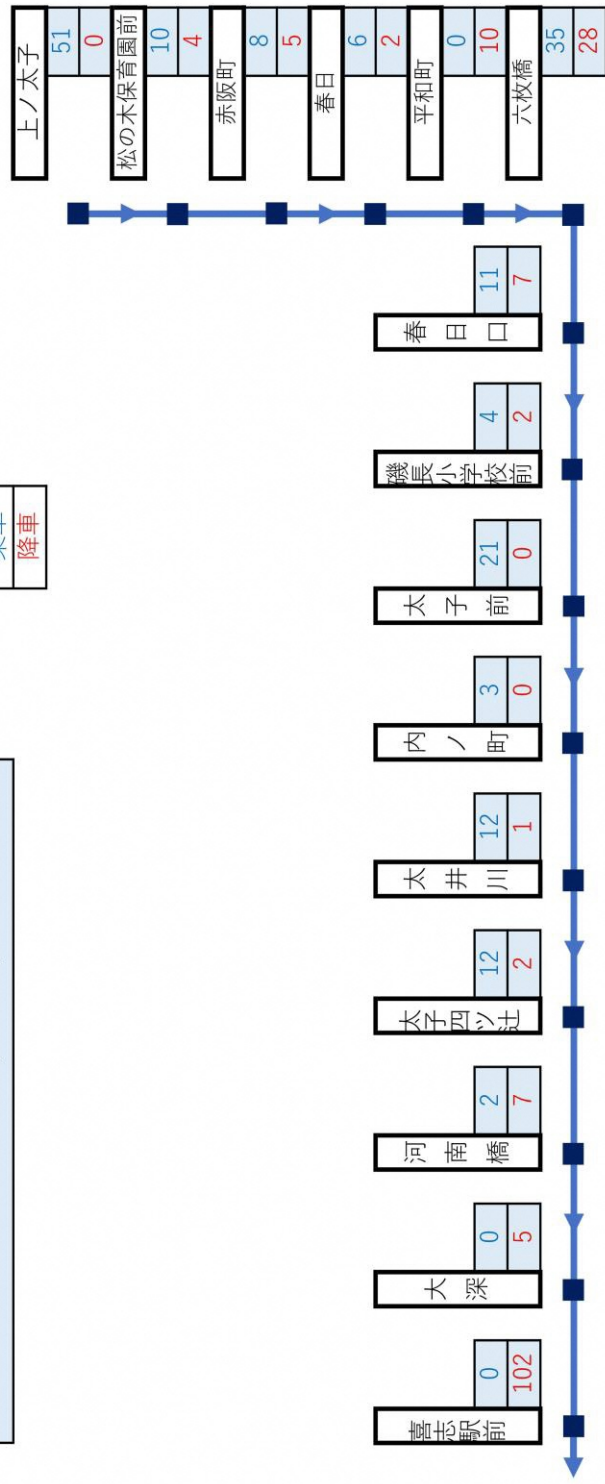 降車
上ノ太子
51
0
松の木保育園前
10
4
赤阪町
8
5
春日
6
2
平和町
0
10
六枚橋
35
28
春日口
11
7
磯長小学校前
4
2
太子前
21
0
内ノ町
3
0
太井川
12
1
太子四ツ辻
12
2
河南橋
2
7
大深
0
5
喜志駅前
0
102